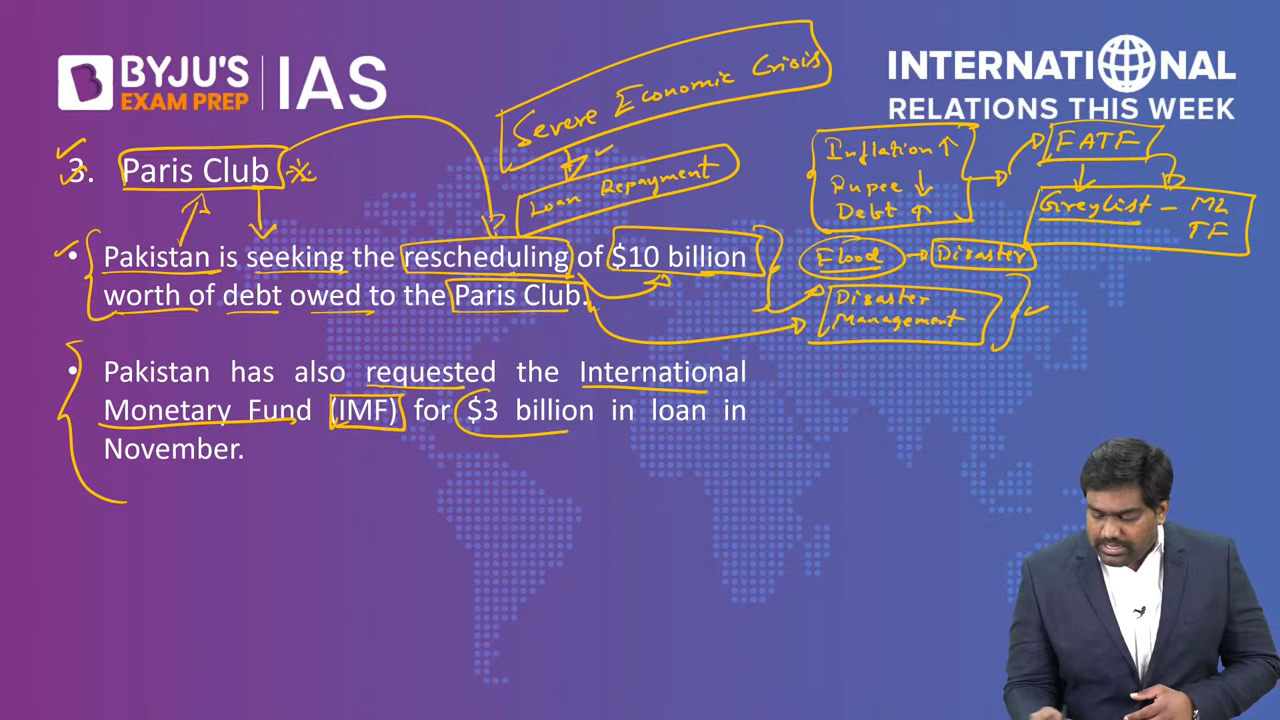 BYJU'S
EXAM PREP
IAS
INTERNATIONAL
RELATIONS THIS WEEK
Severe Economic Crisis
Loan Repayment
Inflation ↑
Rupee ↓
Debt ↑
FATF
Greylist - ML
TF
3. Paris Club
Pakistan is seeking the rescheduling of $10 billion
worth of debt owed to the Paris Club.
Flood → Disaster
Disaster
Management
Pakistan has also requested the International
Monetary Fund (IMF) for $3 billion in loan in
November.